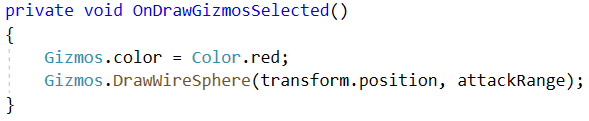 private void OnDrawGizmosSelected()
{
    Gizmos.color = Color.red;
    Gizmos.DrawWireSphere(transform.position, attackRange);
}